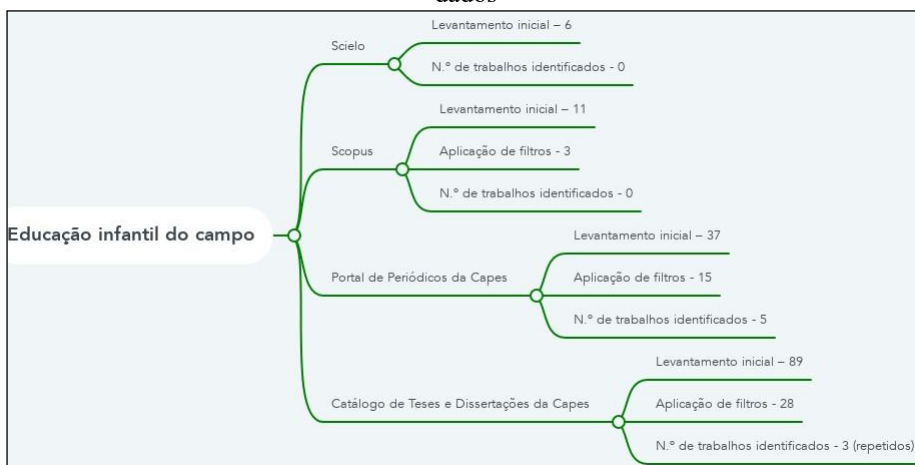 dados
Levantamento inicial – 6
Scielo
N.º de trabalhos identificados - 0
Levantamento inicial – 11
Scopus
Aplicação de filtros - 3
N.º de trabalhos identificados - 0
Educação infantil do campo
Levantamento inicial – 37
Portal de Periódicos da Capes
Aplicação de filtros - 15
N.º de trabalhos identificados - 5
Levantamento inicial – 89
Catálogo de Teses e Dissertações da Capes
Aplicação de filtros - 28
N.º de trabalhos identificados - 3 (repetidos)